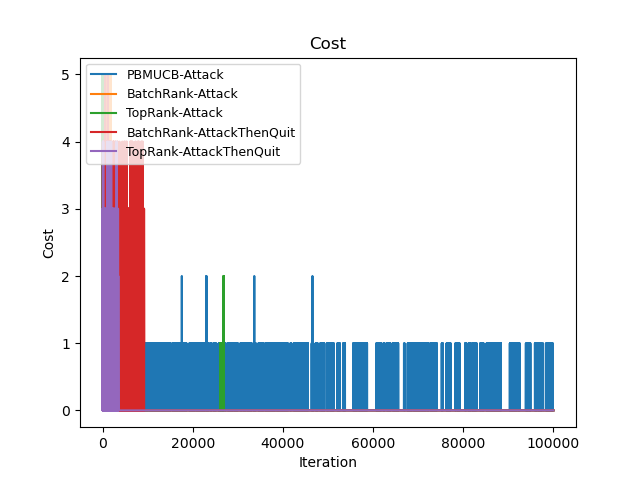 Cost
5
4
3
2
1
0
Cost
PBMUCB-Attack
BatchRank-Attack
TopRank-Attack
BatchRank-AttackThenQuit
TopRank-AttackThenQuit
0 20000 40000 60000 80000 100000
Iteration